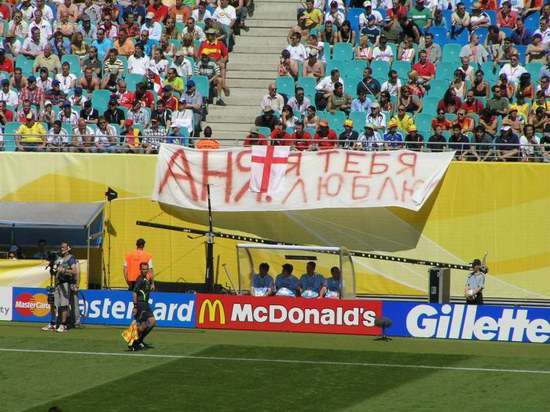 АНЯ! Я ТЕБЯ ЛЮБЛЮ
MasterCard
MasterCard
McDonald's
Gillette